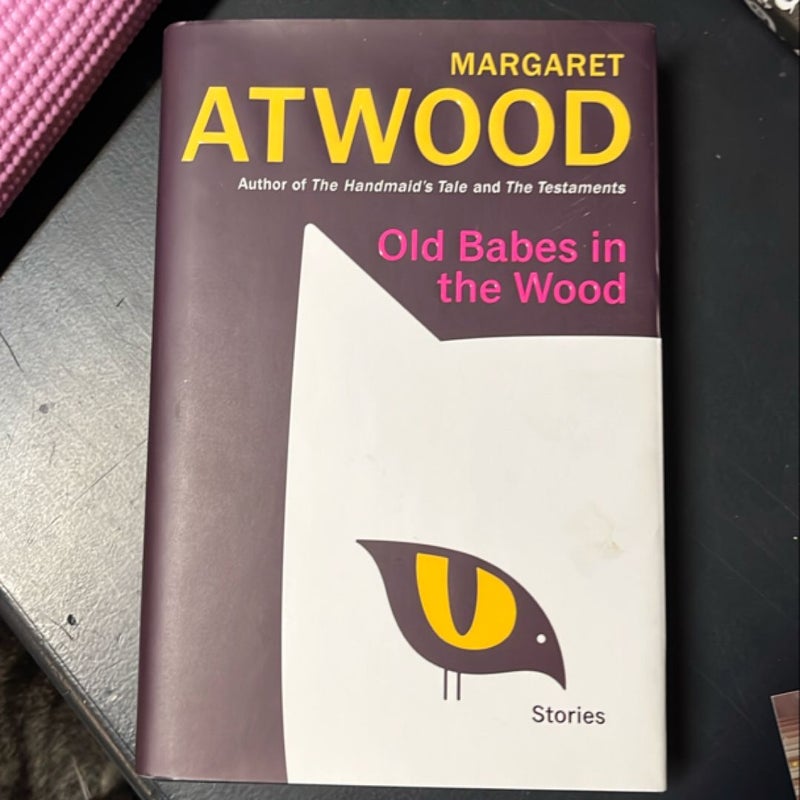 MARGARET
ATWOOD
Author of The Handmaid's Tale and The Testaments
Old Babes in
the Wood
Stories